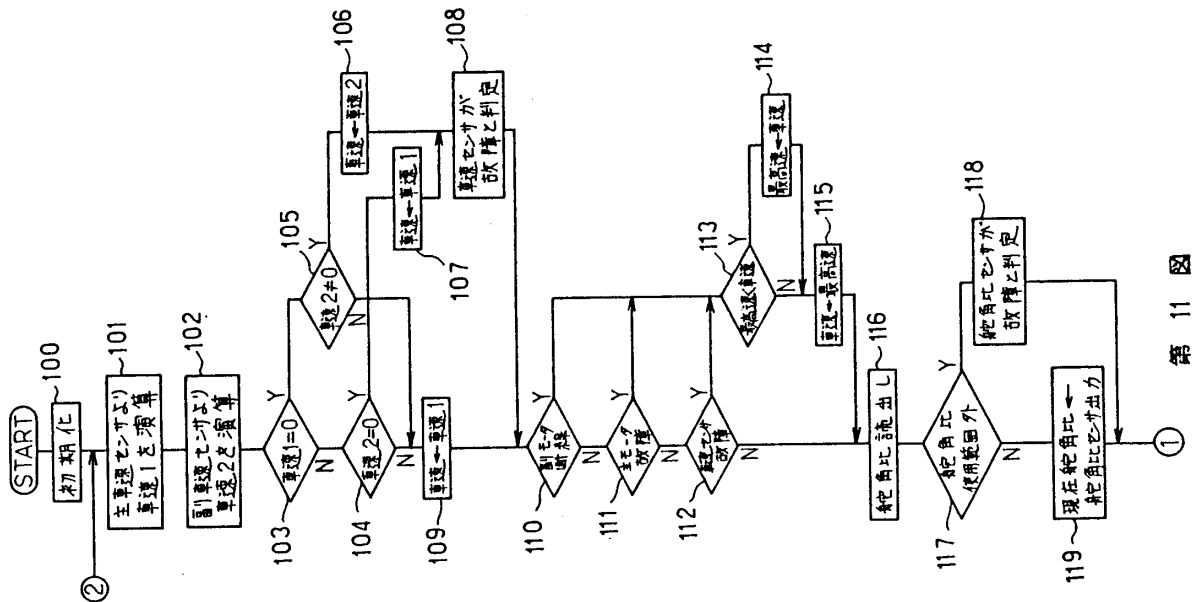 START
100
初期化
②
101
主車速センサより
車速1を演算
102
副車速センサより
車速2を演算
103
車速1=0
Y
N
105
車速2≠0
Y
N
106
車速←車速2
104
車速2=0
Y
N
107
車速←車速1
108
車速センサが
故障と判定
109
車速←車速1
110
副モータ
断線
Y
N
111
主モータ
故障
Y
N
112
車速センサ
故障
Y
N
113
最高速<車速
Y
N
114
最高速←車速
115
車速←最高速
116
舵角比読出し
117
舵角比
使用範囲外
Y
N
118
舵角比センサが
故障と判定
119
現在舵角比←
舵角比センサ出力
①
第 11 図